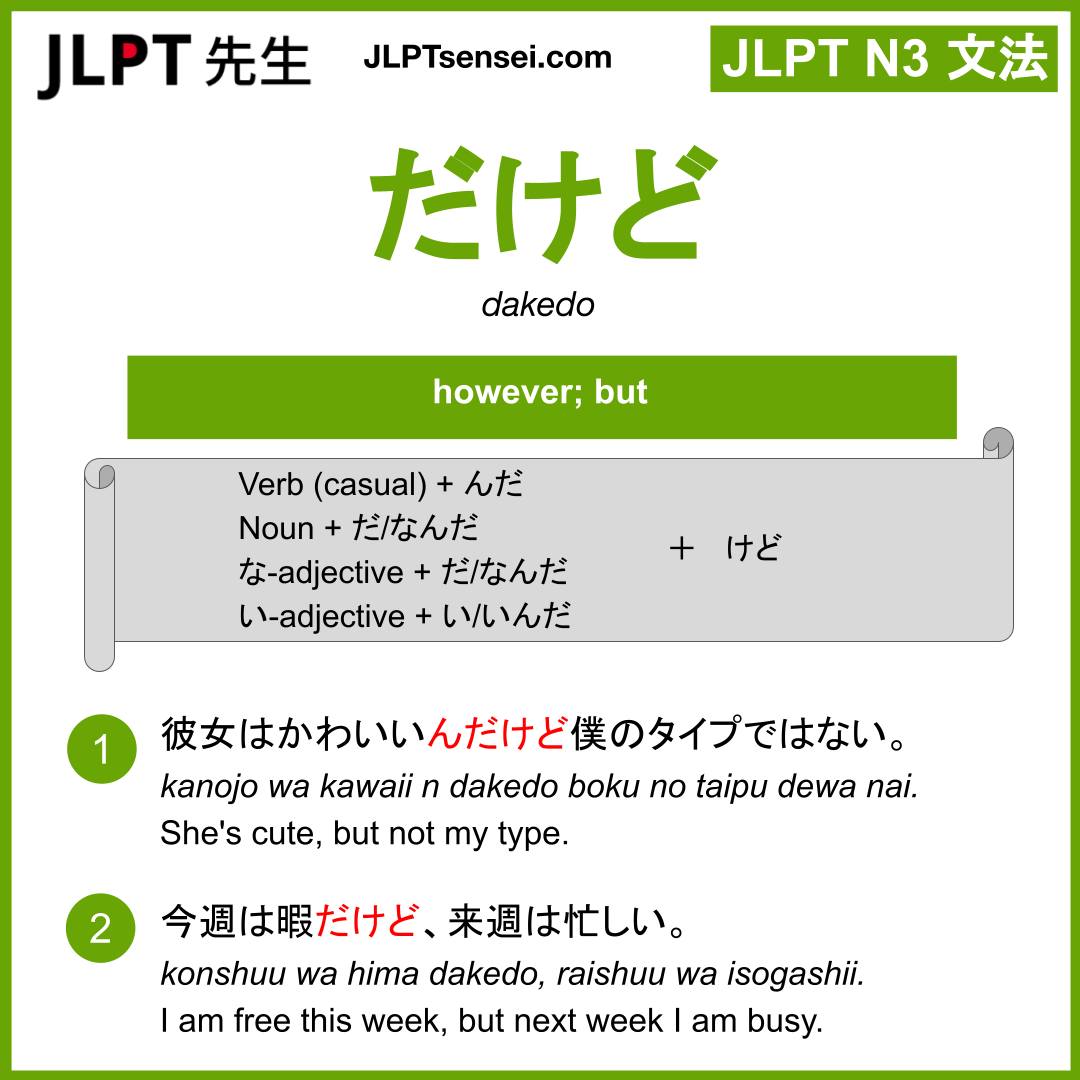 JLPT 先生
JLPTsensei.com
JLPT N3 文法
だけど
dakedo
however; but
Verb (casual) + んだ
Noun + だ/なんだ
な-adjective + だ/なんだ
い-adjective + い/いんだ
＋ けど
1
彼女はかわいいんだけど僕のタイプではない。
kanojo wa kawaii n dakedo boku no taipu dewa nai.
She's cute, but not my type.
2
今週は暇だけど、来週は忙しい。
konshuu wa hima dakedo, raishuu wa isogashii.
I am free this week, but next week I am busy.